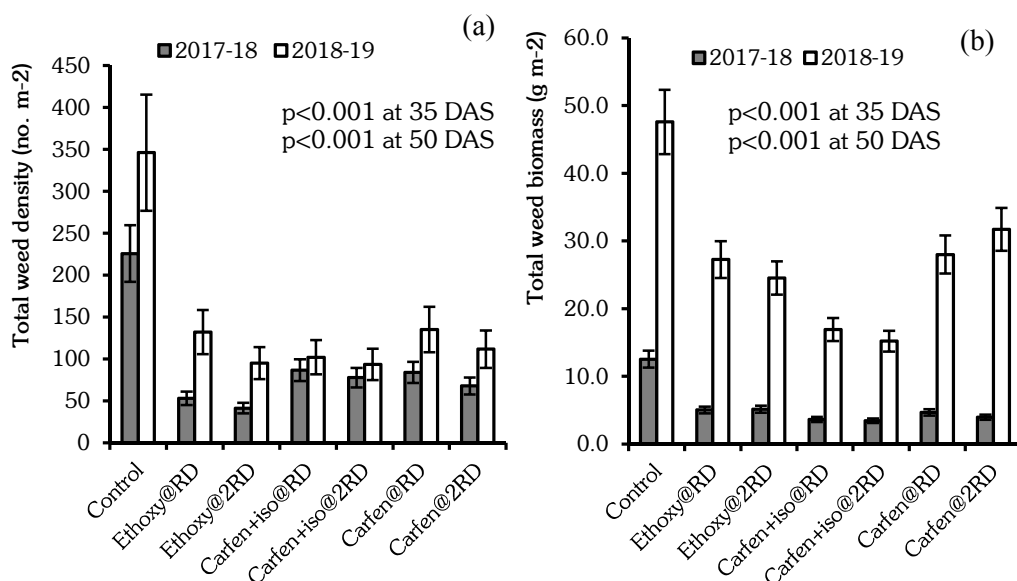 (a)
2017-18 2018-19
p<0.001 at 35 DAS
p<0.001 at 50 DAS
Total weed density (no. m-2)
450
400
350
300
250
200
150
100
50
0
Control
Ethoxy@RD
Ethoxy@2RD
Carfen+iso@RD
Carfen+iso@2RD
Carfen@RD
Carfen@2RD
(b)
2017-18 2018-19
p<0.001 at 35 DAS
p<0.001 at 50 DAS
Total weed biomass (g m-2)
60.0
50.0
40.0
30.0
20.0
10.0
0.0
Control
Ethoxy@RD
Ethoxy@2RD
Carfen+iso@RD
Carfen+iso@2RD
Carfen@RD
Carfen@2RD